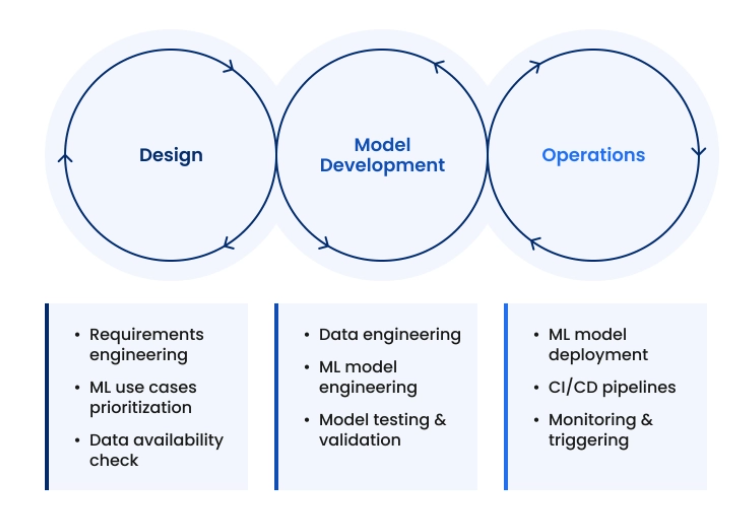 Design
Model
Development
Operations
• Requirements
engineering
• ML use cases
prioritization
• Data availability
check
• Data engineering
• ML model
engineering
• Model testing &
validation
• ML model
deployment
• CI/CD pipelines
• Monitoring &
triggering